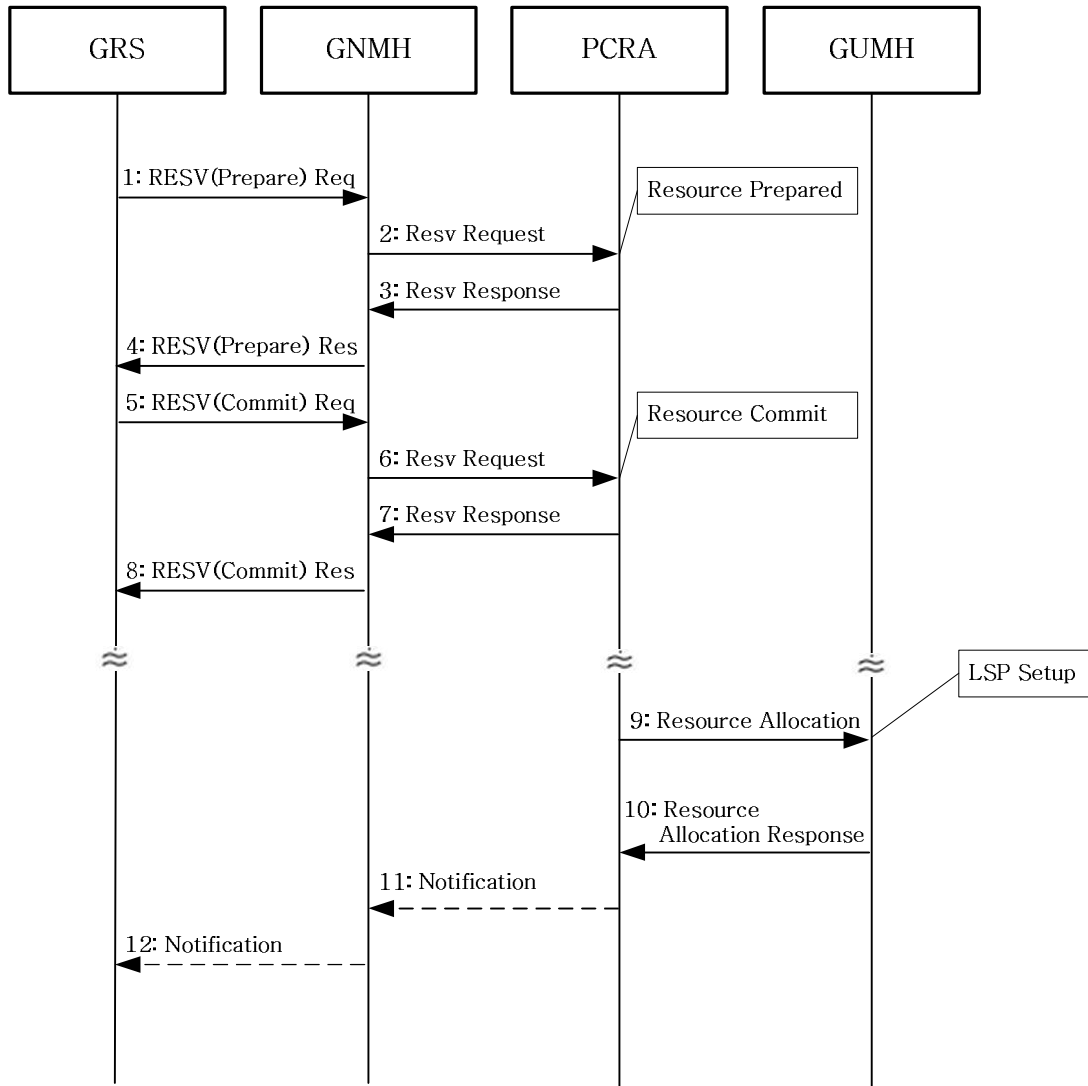 GRS
GNMH
PCRA
GUMH
1: RESV(Prepare) Req
Resource Prepared
2: Resv Request
3: Resv Response
4: RESV(Prepare) Res
5: RESV(Commit) Req
Resource Commit
6: Resv Request
7: Resv Response
8: RESV(Commit) Res
LSP Setup
9: Resource Allocation
10: Resource
Allocation Response
11: Notification
12: Notification